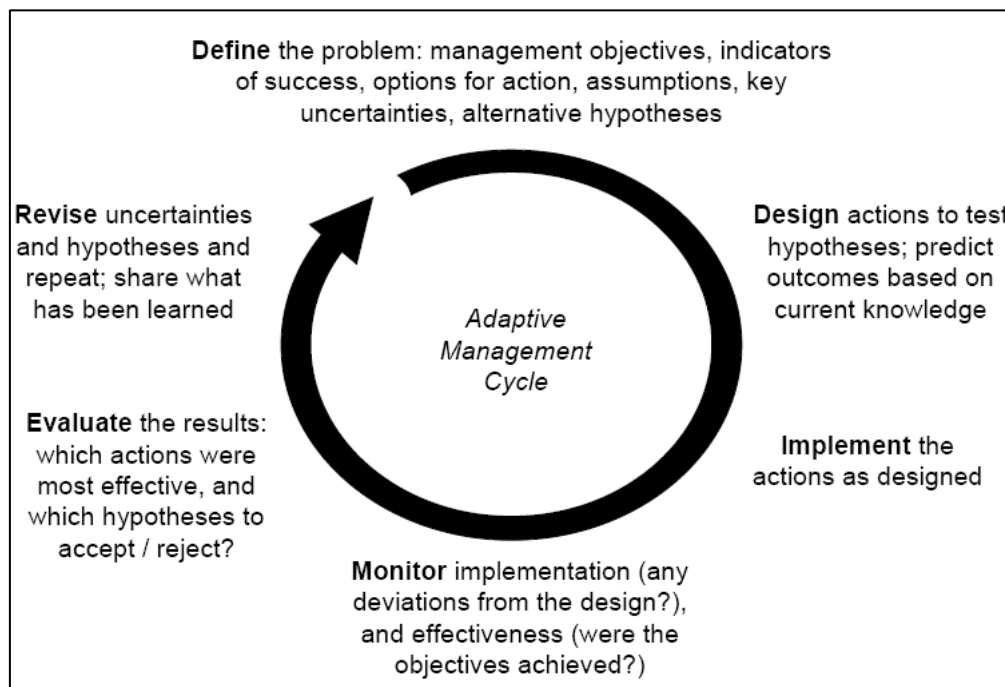 Define the problem: management objectives, indicators
of success, options for action, assumptions, key
uncertainties, alternative hypotheses
Design actions to test
hypotheses; predict
outcomes based on
current knowledge
Implement the
actions as designed
Monitor implementation (any
deviations from the design?),
and effectiveness (were the
objectives achieved?)
Evaluate the results:
which actions were
most effective, and
which hypotheses to
accept / reject?
Revise uncertainties
and hypotheses and
repeat; share what
has been learned
Adaptive
Management
Cycle